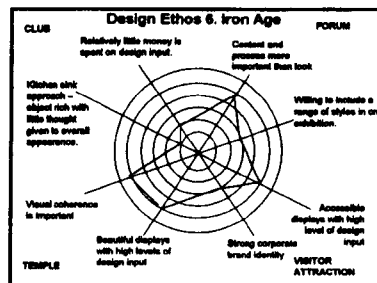 Design Ethos 6. Iron Age
CLUB
FORUM
Relatively little money is
spent on design input.
Content and
process more
important than look
Kitchen sink
approach –
object rich with
little thought
given to overall
appearance.
Willing to include a
range of styles in one
exhibition.
Visual coherence
is important
Accessible
displays with high
level of design
input
Beautiful displays
with high levels of
design input
Strong corporate
brand identity
TEMPLE
VISITOR
ATTRACTION